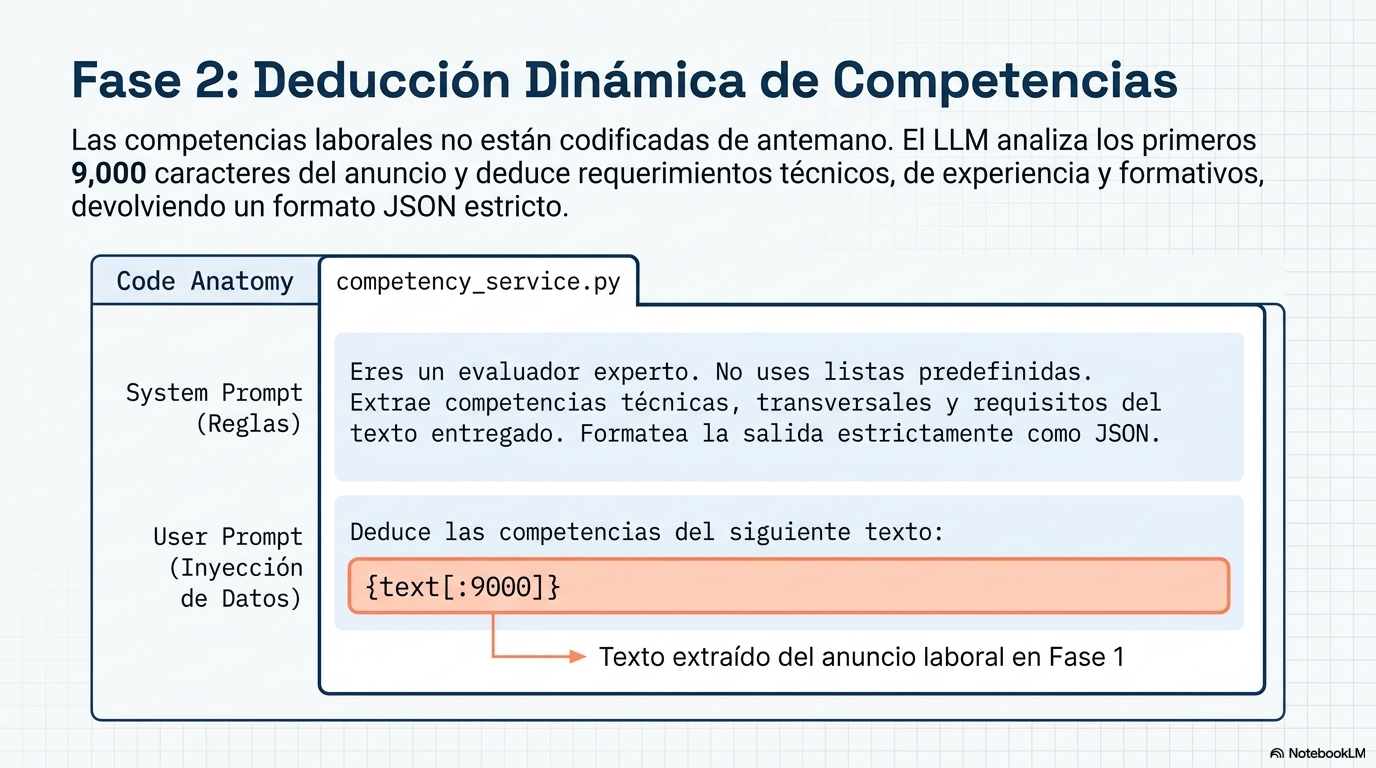 Fase 2: Deducción Dinámica de Competencias
Las competencias laborales no están codificadas de antemano. El LLM analiza los primeros
9,000 caracteres del anuncio y deduce requerimientos técnicos, de experiencia y formativos,
devolviendo un formato JSON estricto.
Code Anatomy
competency_service.py
System Prompt
(Reglas)
Eres un evaluador experto. No uses listas predefinidas.
Extrae competencias técnicas, transversales y requisitos del
texto entregado. Formatea la salida estrictamente como JSON.
User Prompt
(Inyección
de Datos)
Deduce las competencias del siguiente texto:
{text[:9000]}
Texto extraído del anuncio laboral en Fase 1
NotebookLM